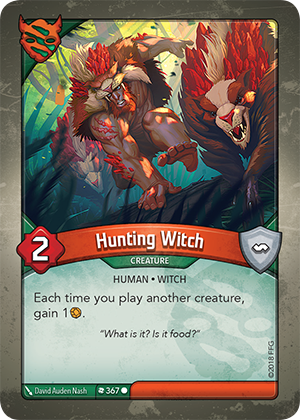 2
Hunting Witch
CREATURE
HUMAN • WITCH
Each time you play another creature,
gain 1.
"What is it? Is it food?"
David Auden Nash
367
©2018 FFG